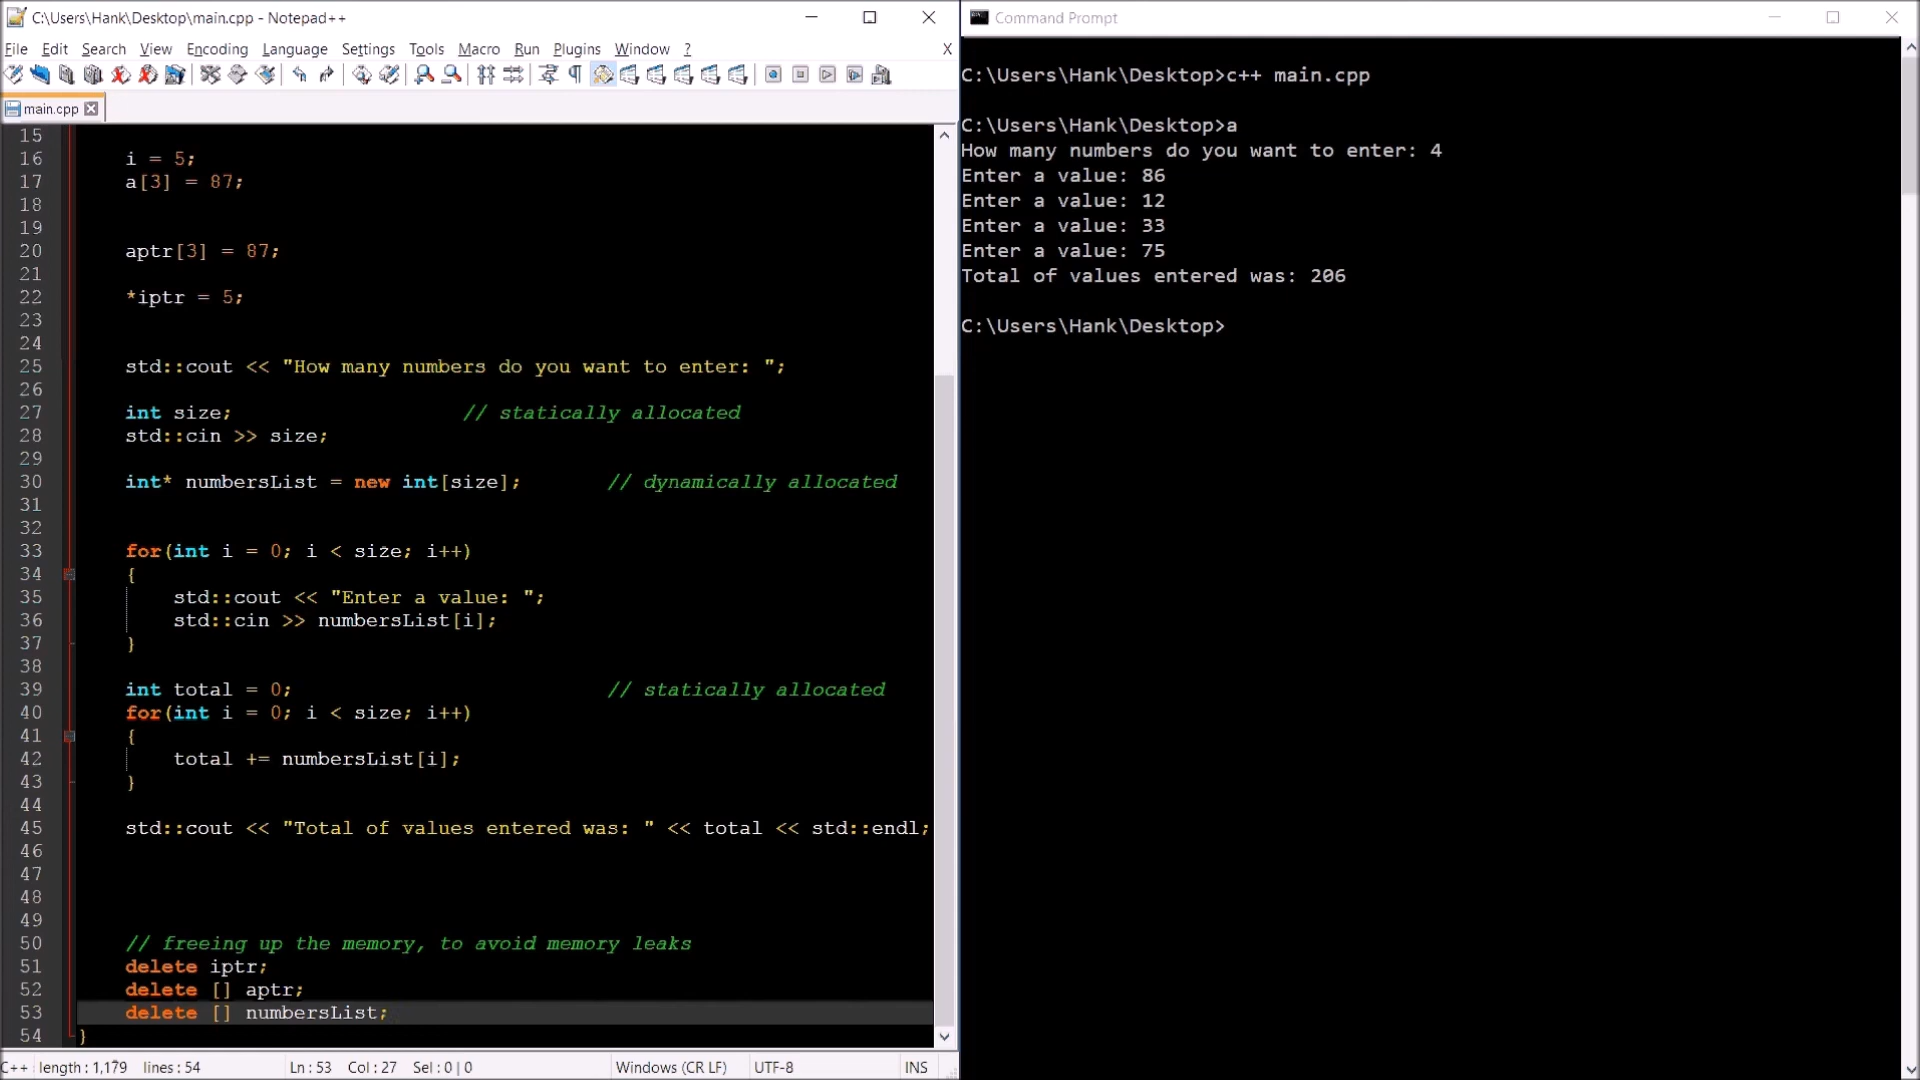 C:\Users\Hank\Desktop\main.cpp - Notepad++
File Edit Search View Encoding Language Settings Tools Macro Run Plugins Window ? X
main.cpp
15
16 i = 5;
17 a[3] = 87;
18
19
20 aptr[3] = 87;
21
22 *iptr = 5;
23
24
25 std::cout << "How many numbers do you want to enter: ";
26
27 int size; // statically allocated
28 std::cin >> size;
29
30 int* numbersList = new int[size]; // dynamically allocated
31
32
33 for(int i = 0; i < size; i++)
34 {
35 std::cout << "Enter a value: ";
36 std::cin >> numbersList[i];
37 }
38
39 int total = 0; // statically allocated
40 for(int i = 0; i < size; i++)
41 {
42 total += numbersList[i];
43 }
44
45 std::cout << "Total of values entered was: " << total << std::endl;
46
47
48
49
50 // freeing up the memory, to avoid memory leaks
51 delete iptr;
52 delete [] aptr;
53 delete [] numbersList;
54 }
C++ length : 1,179 lines : 54 Ln : 53 Col : 27 Sel : 0 | 0 Windows (CR LF) UTF-8 INS
Command Prompt
C:\Users\Hank\Desktop>c++ main.cpp
C:\Users\Hank\Desktop>a
How many numbers do you want to enter: 4
Enter a value: 86
Enter a value: 12
Enter a value: 33
Enter a value: 75
Total of values entered was: 206
C:\Users\Hank\Desktop>